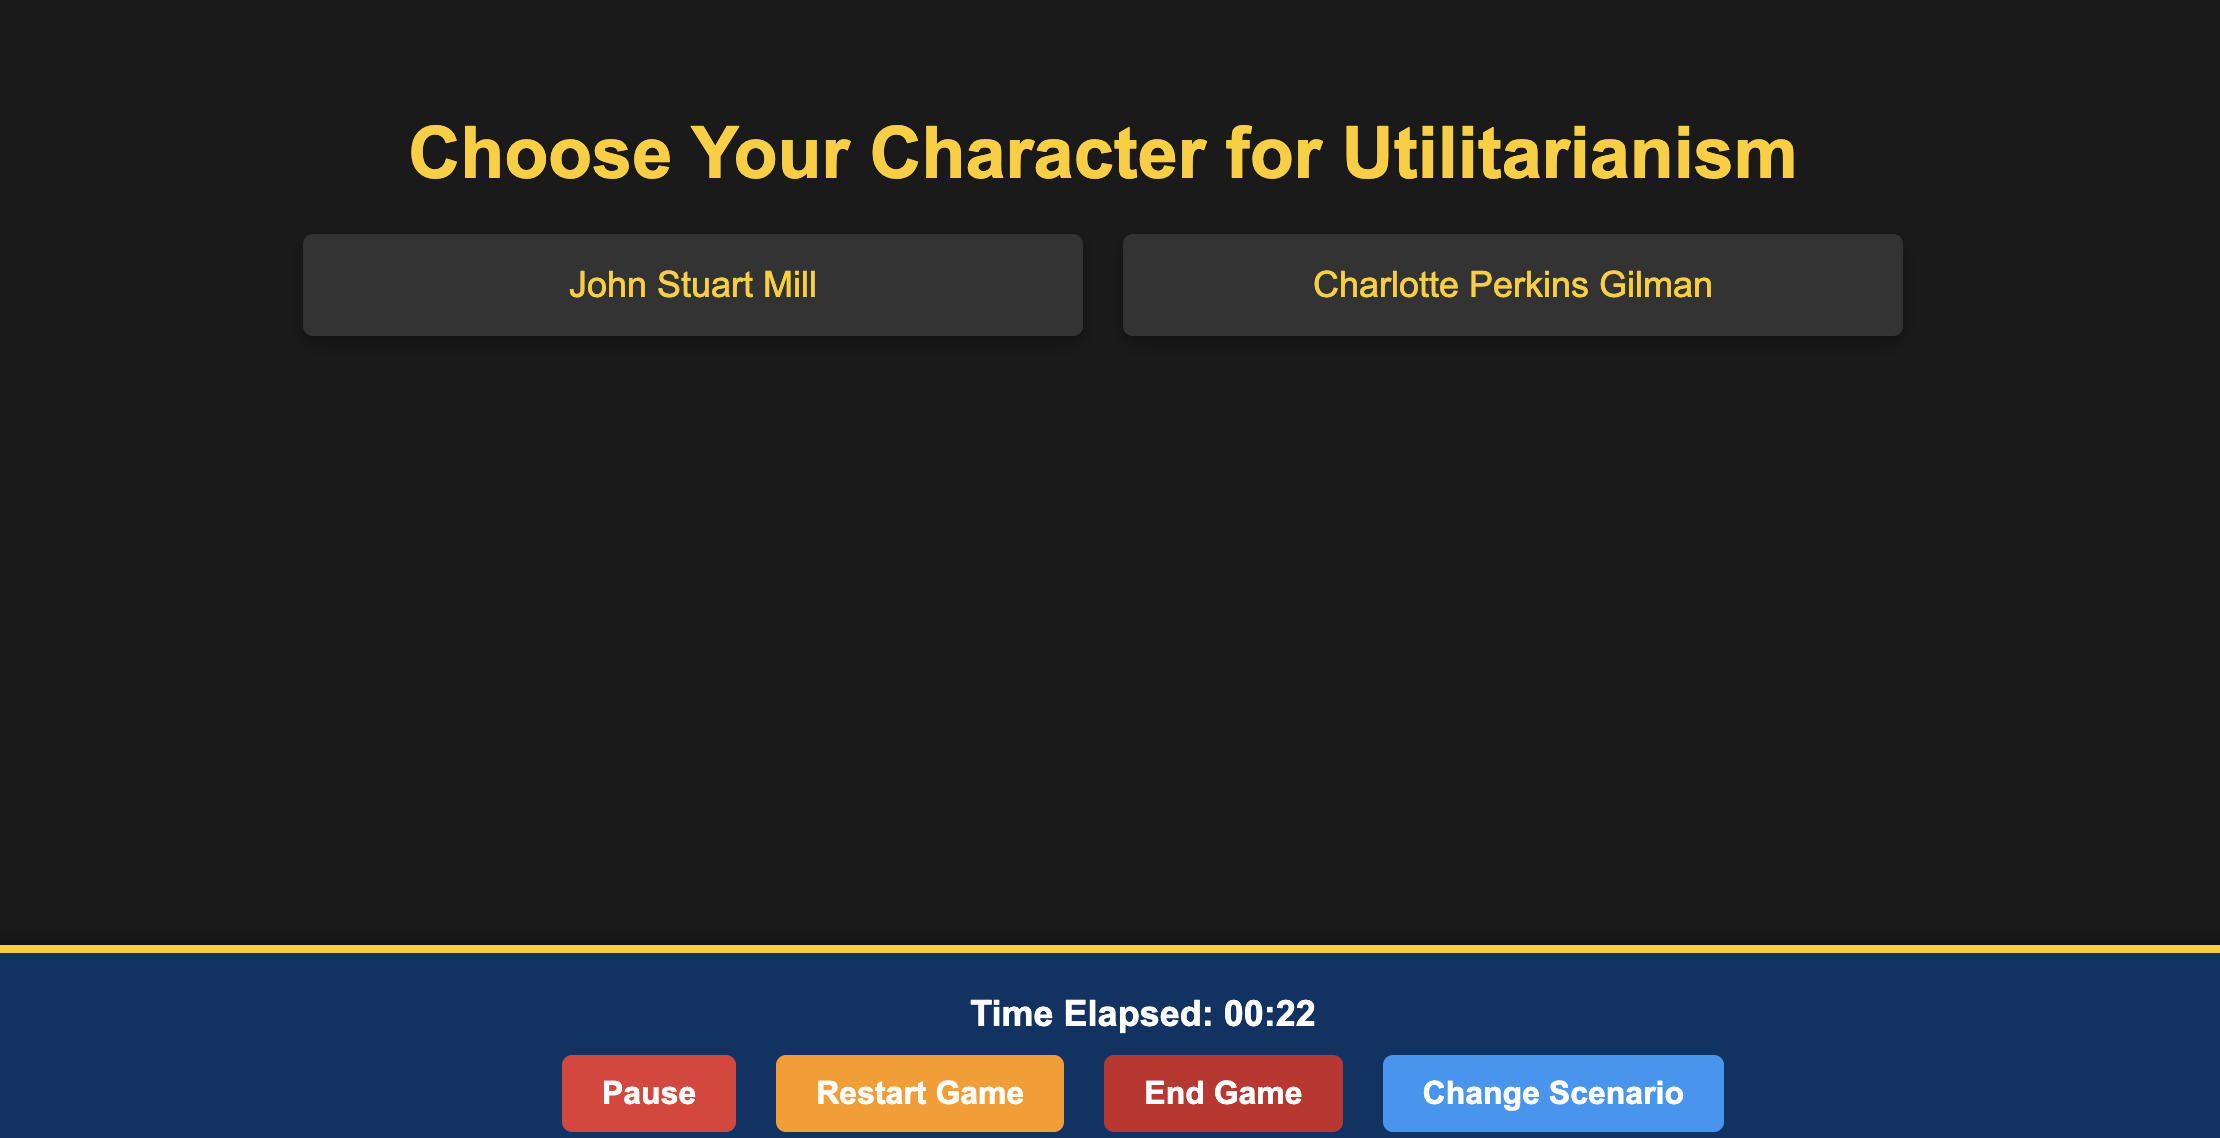 Choose Your Character for Utilitarianism
John Stuart Mill
Charlotte Perkins Gilman
Time Elapsed: 00:22
Pause
Restart Game
End Game
Change Scenario